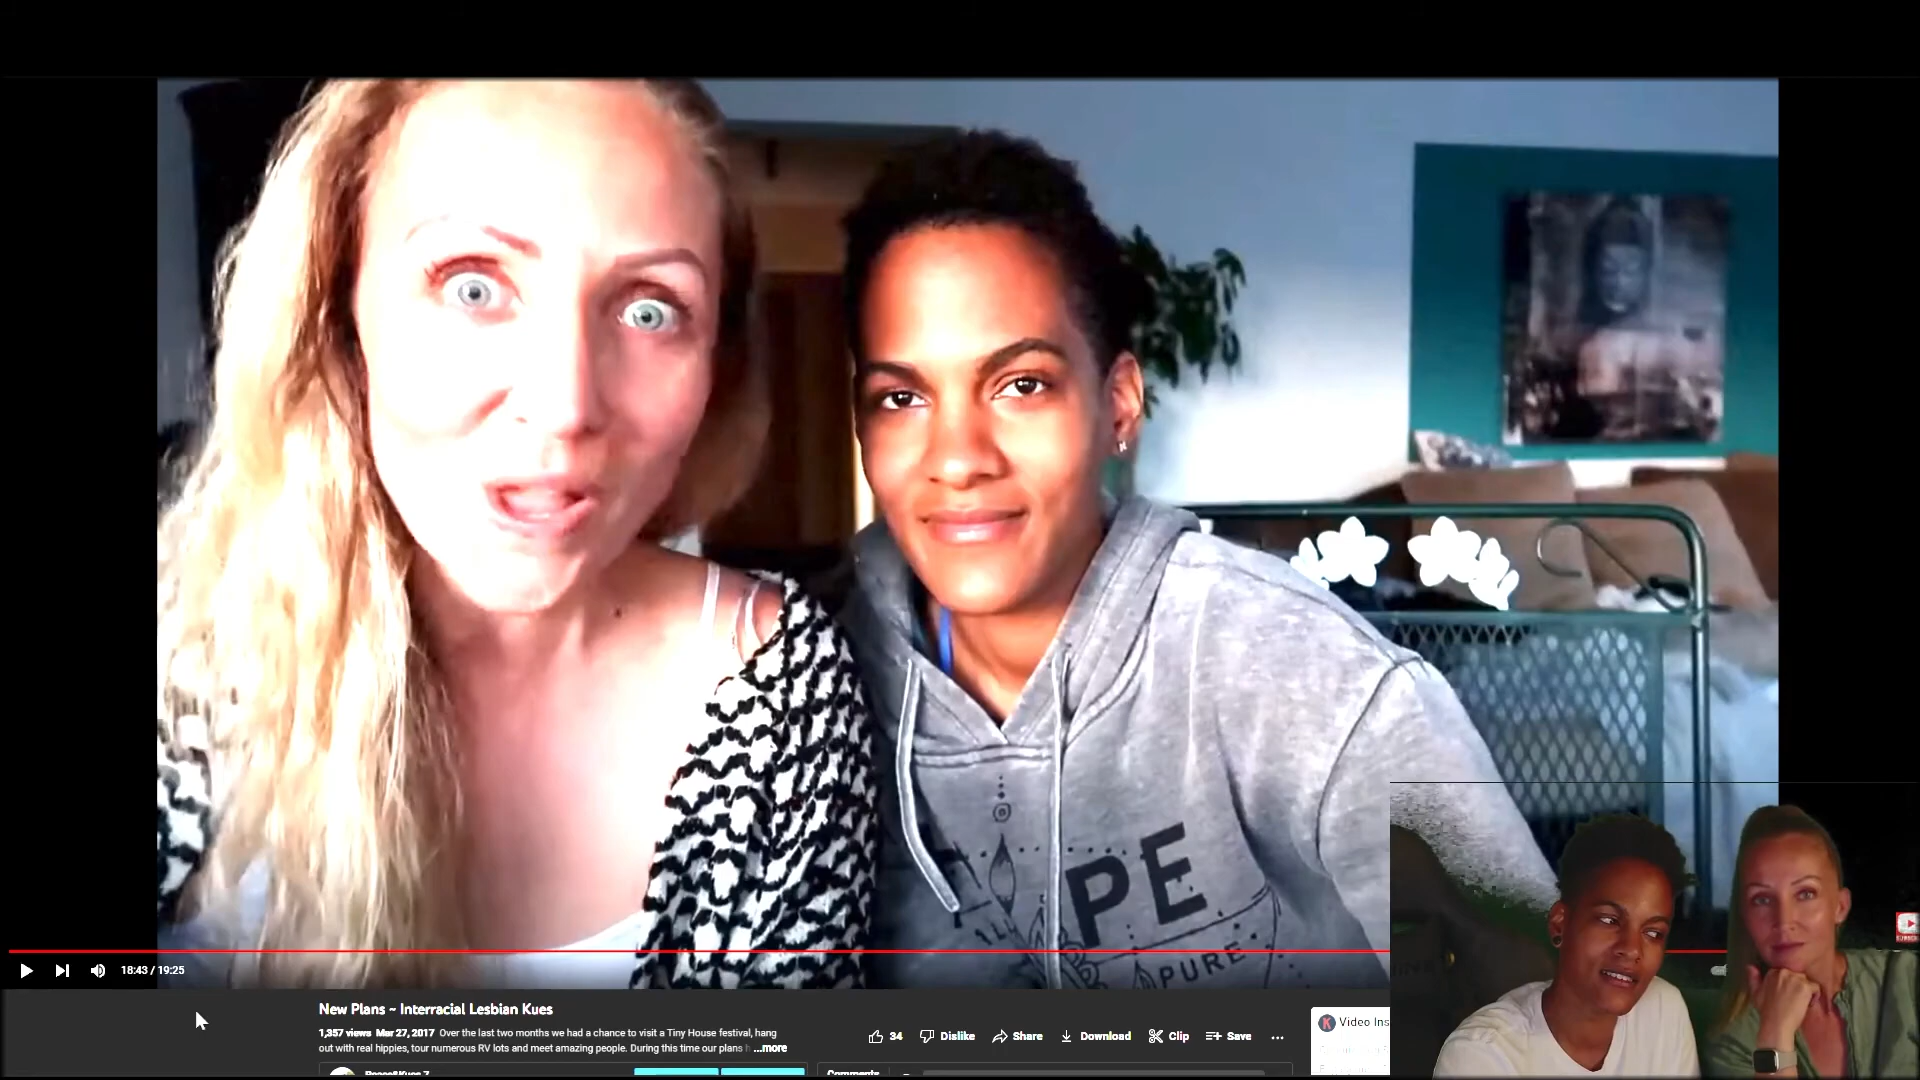 PE
PURE
18:43 / 19:25
New Plans ~ Interracial Lesbian Kues
1,357 views Mar 27, 2017 Over the last two months we had a chance to visit a Tiny House festival, hang
out with real hippies, tour numerous RV lots and meet amazing people. During this time our plans h ...more
34
Dislike
Share
Download
Clip
Save
K
Video Ins
Comments